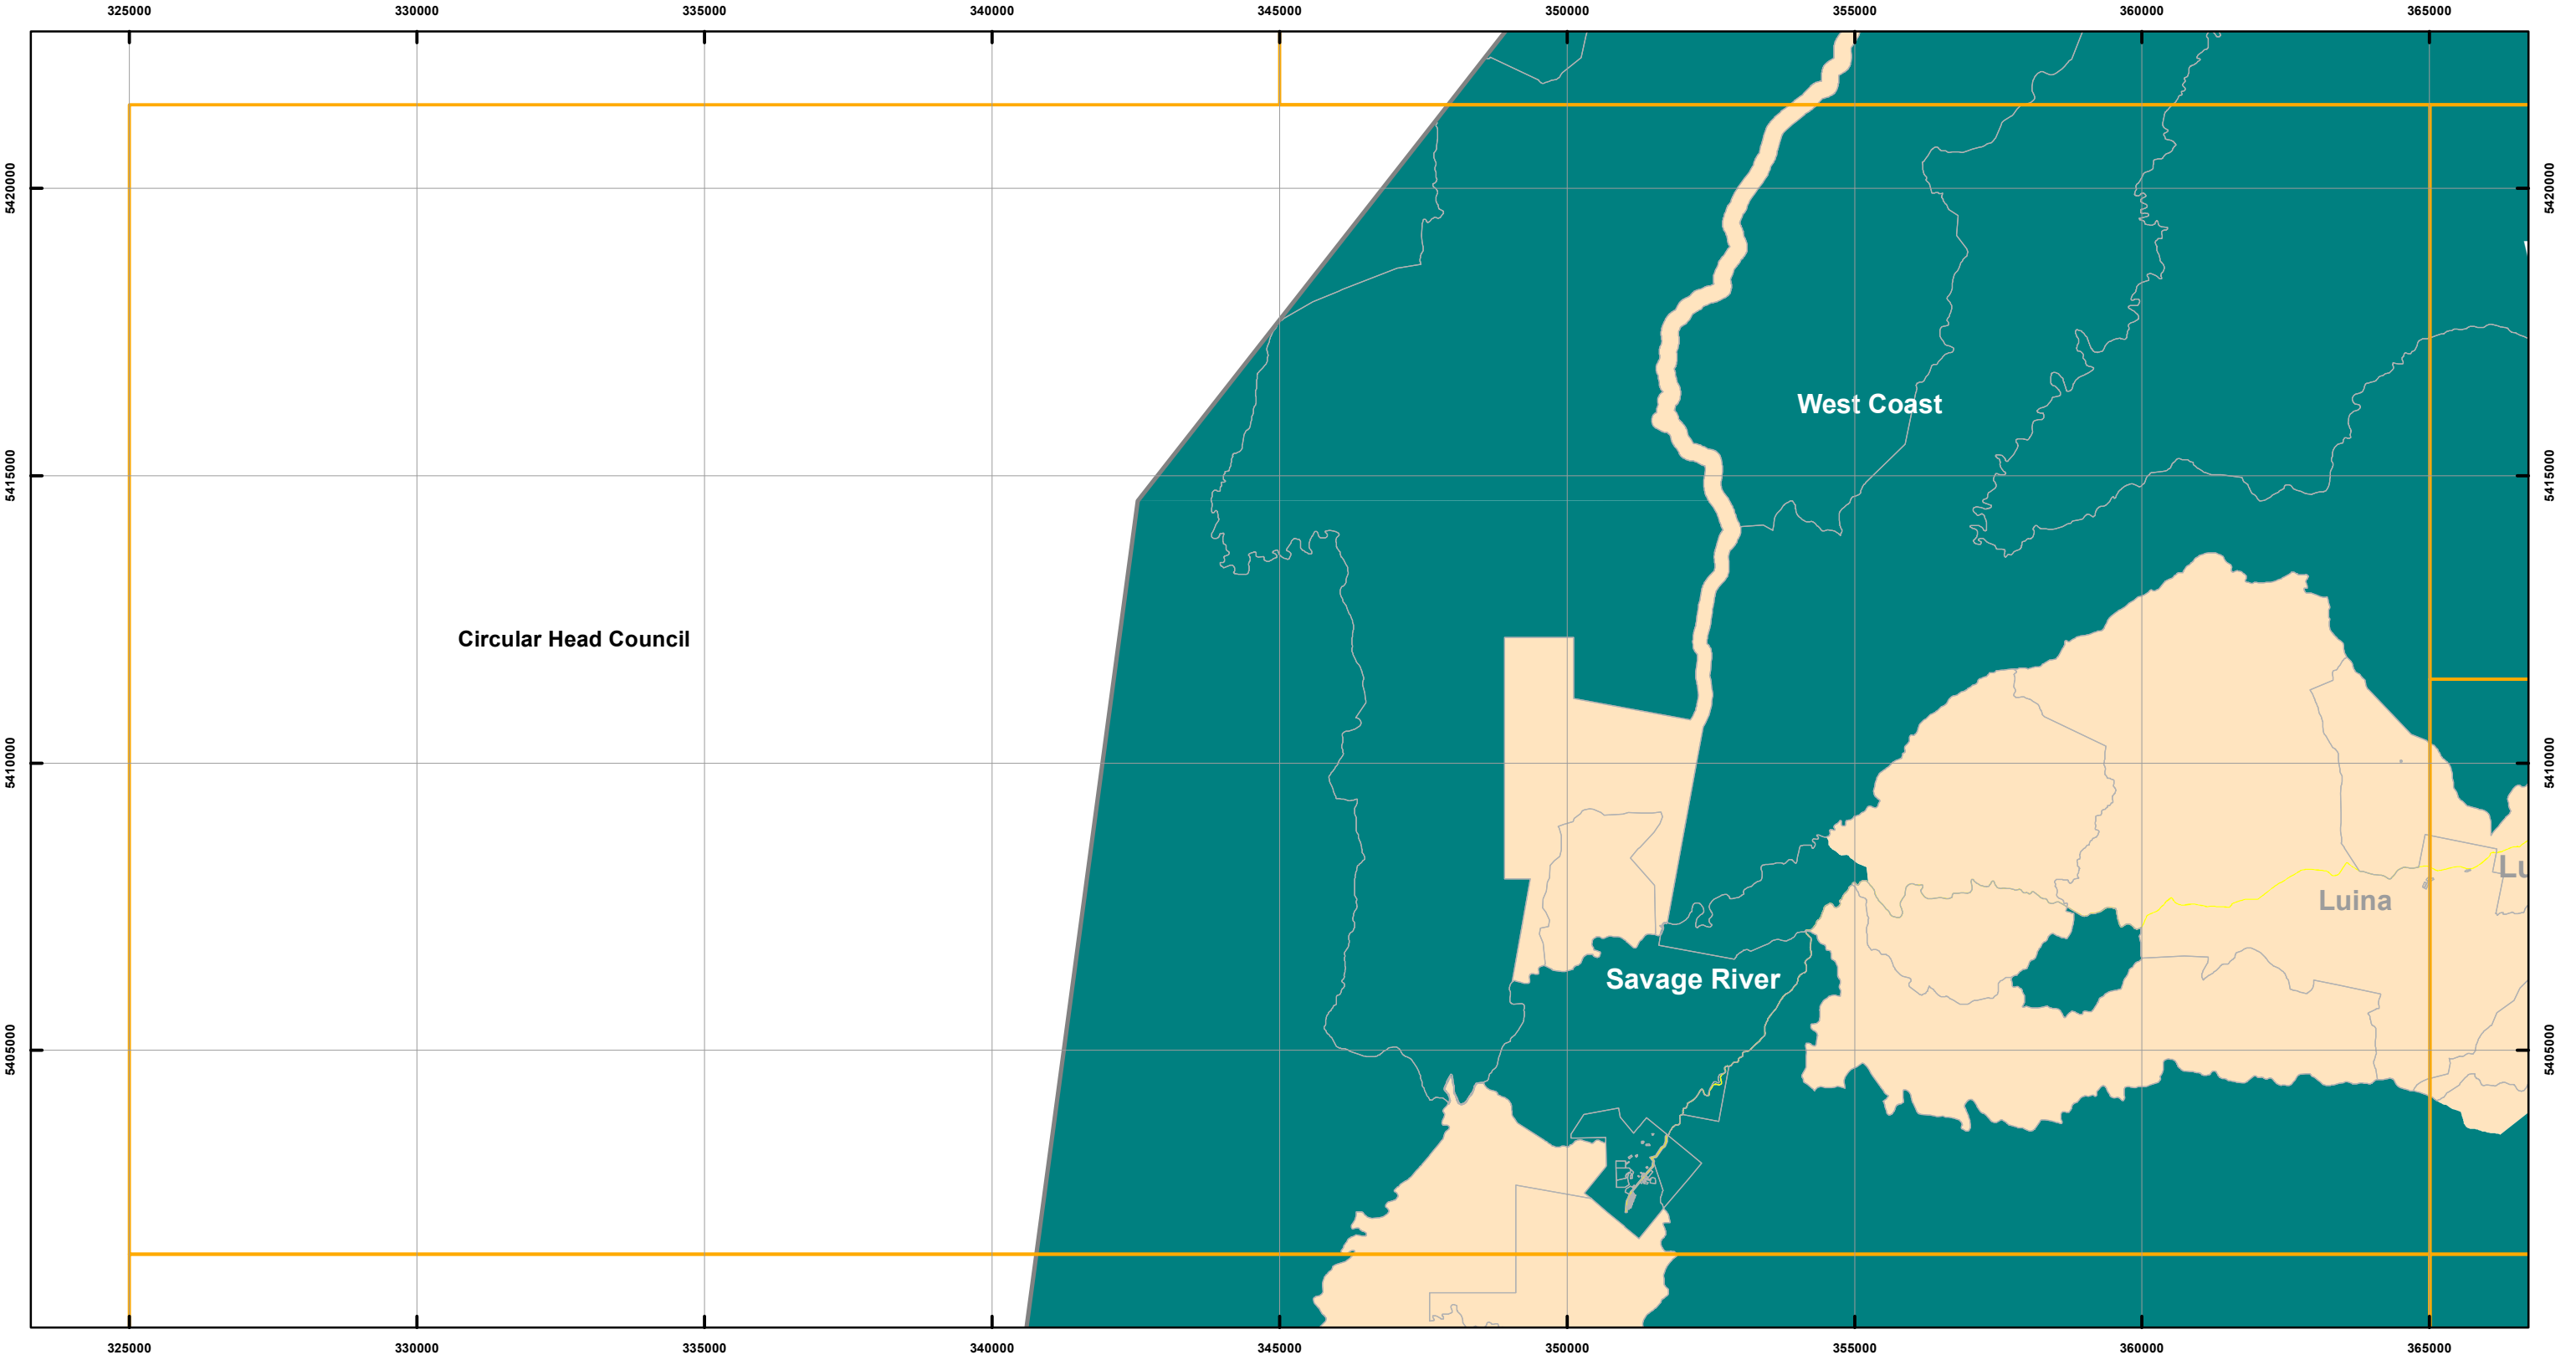 325000 330000 335000 340000 345000 350000 355000 360000 365000
5420000 5420000
West Coast
5415000 5415000
Circular Head Council
5410000 5410000
Lu
Luina
Savage River
5405000 5405000
325000 330000 335000 340000 345000 350000 355000 360000 365000